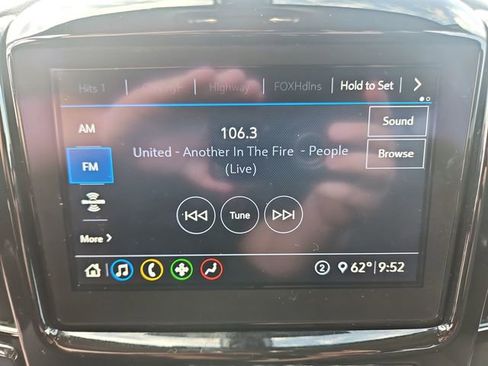 Hits 1
Highway
FOXHdlns
Hold to Set
AM
106.3
Sound
FM
United - Another In The Fire - People
(Live)
Browse
Tune
More
2
62° 9:52